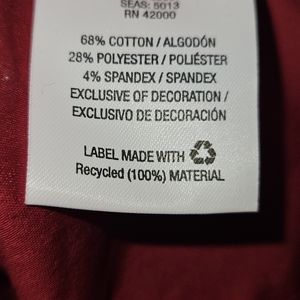 SEAS: 5013
RN 42000
68% COTTON / ALGODÓN
28% POLYESTER / POLIÉSTER
4% SPANDEX / SPANDEX
EXCLUSIVE OF DECORATION /
EXCLUSIVO DE DECORACIÓN
LABEL MADE WITH
Recycled (100%) MATERIAL